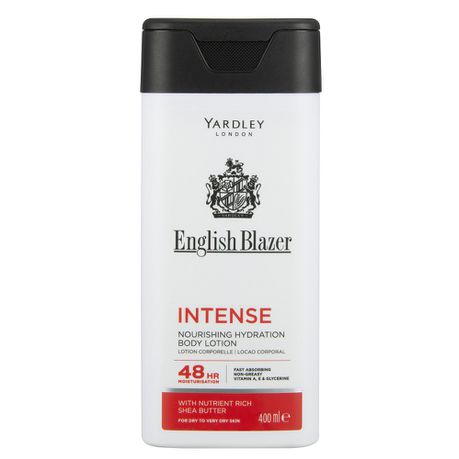 YARDLEY
LONDON
YARDLEY
English Blazer
INTENSE
NOURISHING HYDRATION
BODY LOTION
LOTION CORPORELLE | LOCAO CORPORAL
48 HR
MOISTURISATION
FAST ABSORBING
NON-GREASY
VITAMIN A, E & GLYCERINE
WITH NUTRIENT RICH
SHEA BUTTER
FOR DRY TO VERY DRY SKIN
400 ml ℮